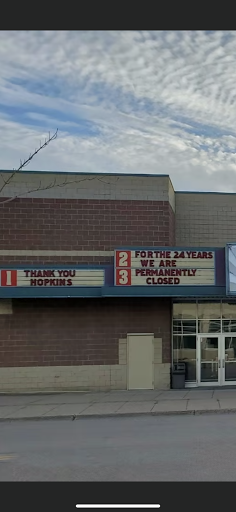 1
THANK YOU
HOPKINS
2
3
FOR THE 24 YEARS
WE ARE
PERMANENTLY
CLOSED